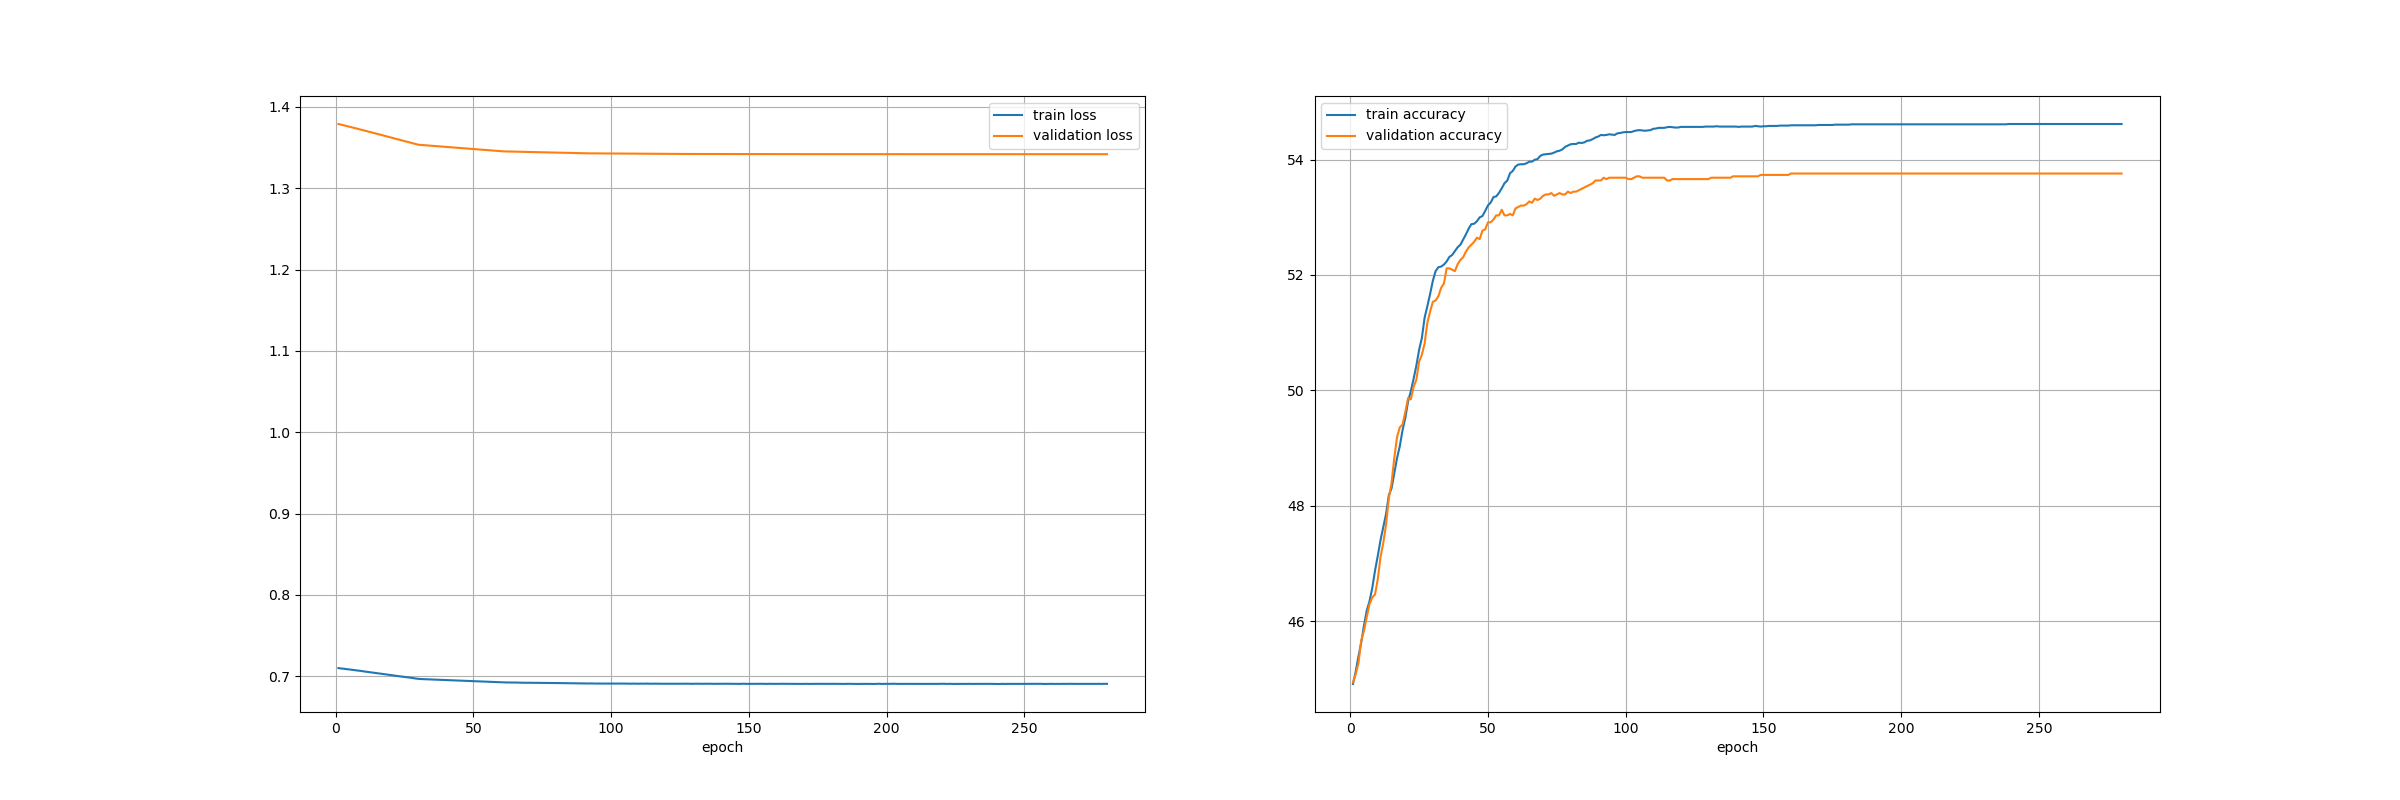 train loss
validation loss
1.4
1.3
1.2
1.1
1.0
0.9
0.8
0.7
0 50 100 150 200 250
epoch
train accuracy
validation accuracy
54
52
50
48
46
0 50 100 150 200 250
epoch